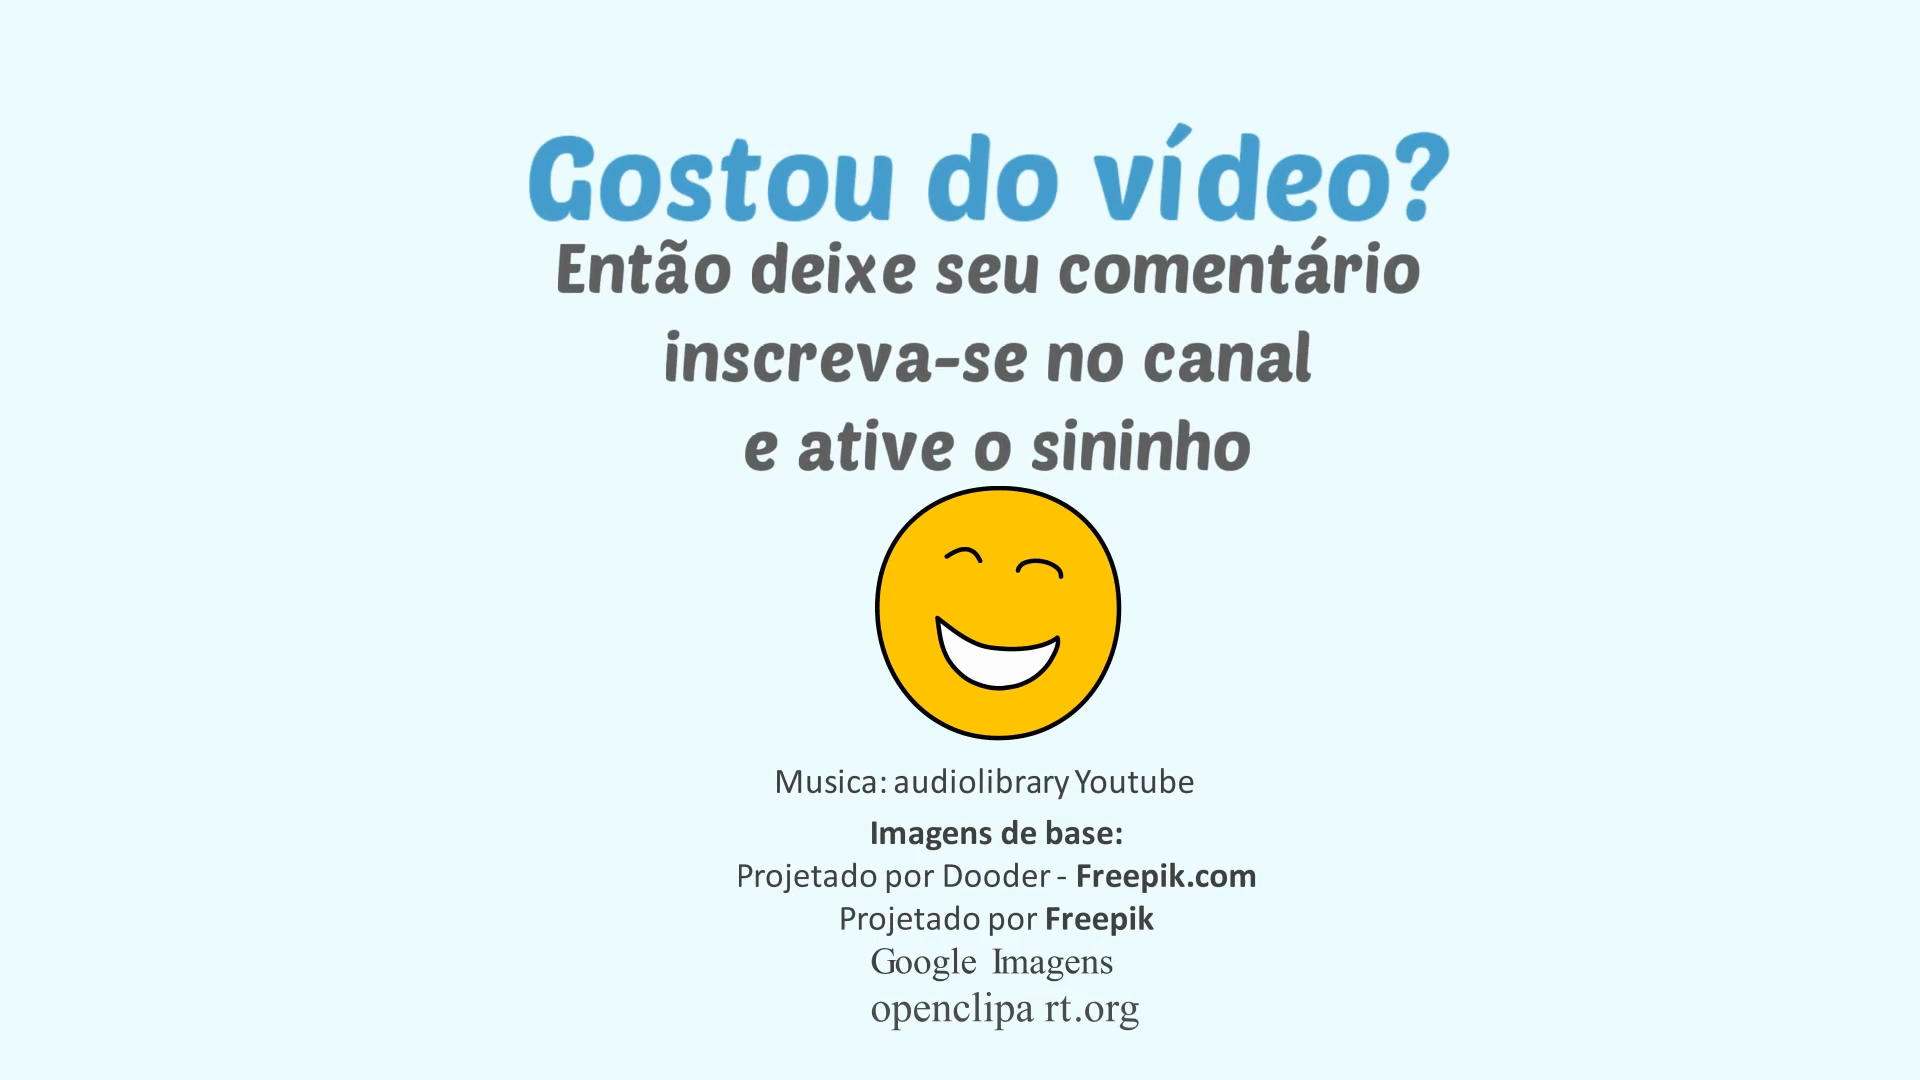 Gostou do vídeo?
Então deixe seu comentário
inscreva-se no canal
e ative o sininho
Musica: audiolibrary Youtube
Imagens de base:
Projetado por Dooder - Freepik.com
Projetado por Freepik
Google Imagens
openclipa rt.org